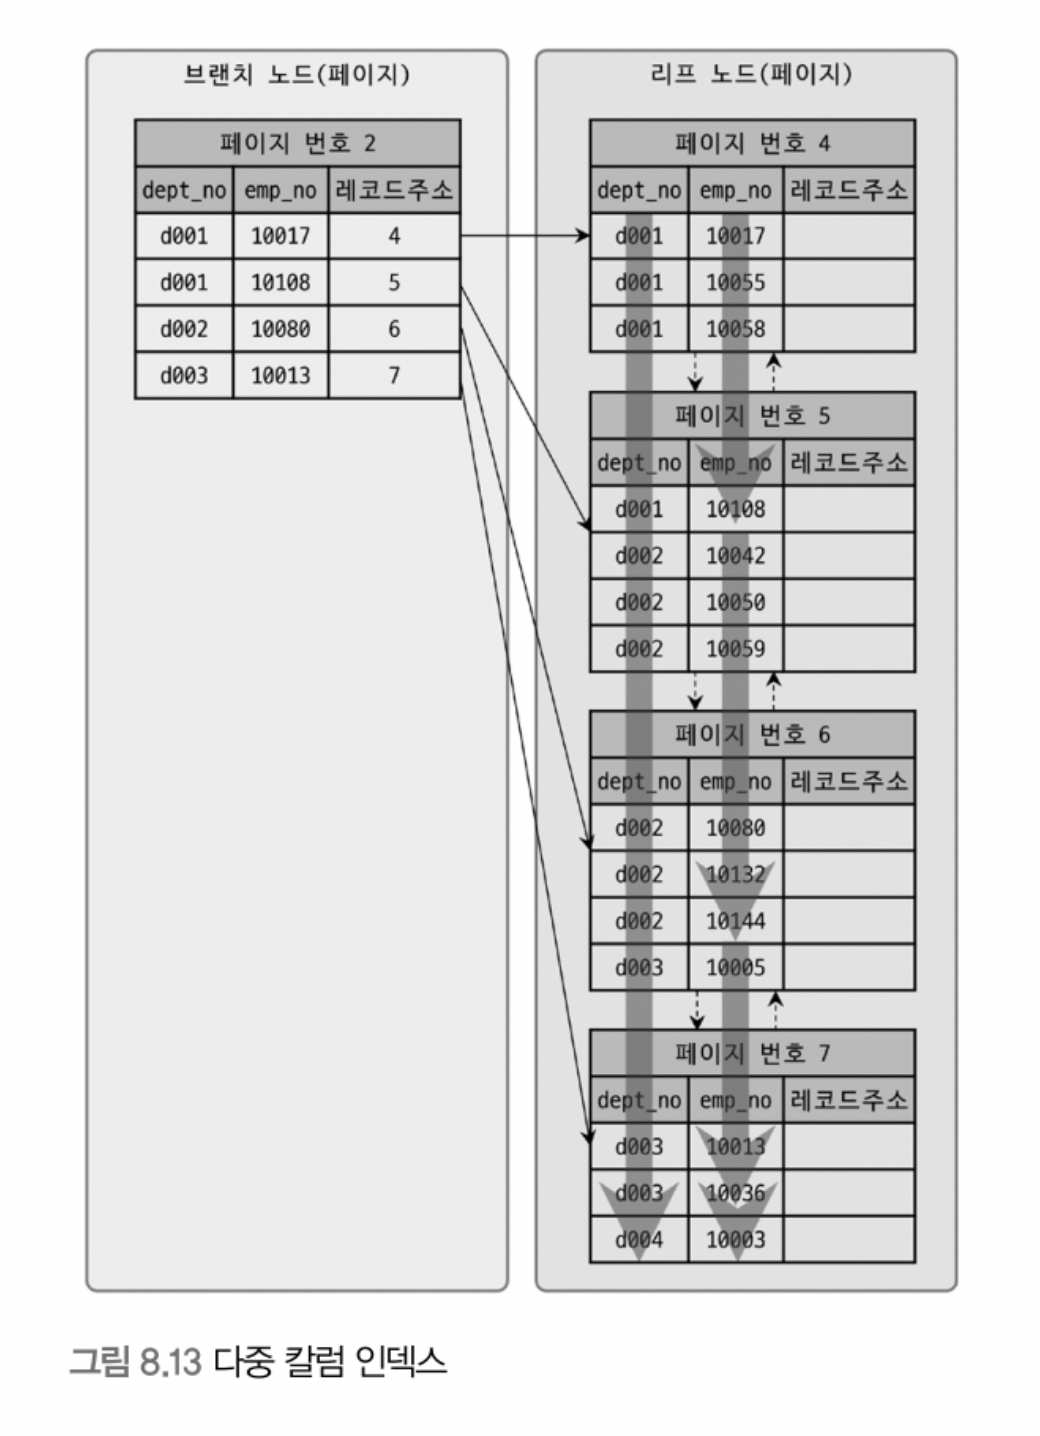 브랜치 노드(페이지)
페이지 번호 2
dept_no emp_no 레코드주소
d001 10017 4
d001 10108 5
d002 10080 6
d003 10013 7
리프 노드(페이지)
페이지 번호 4
dept_no emp_no 레코드주소
d001 10017
d001 10055
d001 10058
페이지 번호 5
dept_no emp_no 레코드주소
d001 10108
d002 10042
d002 10050
d002 10059
페이지 번호 6
dept_no emp_no 레코드주소
d002 10080
d002 10132
d002 10144
d003 10005
페이지 번호 7
dept_no emp_no 레코드주소
d003 10013
d003 10036
d004 10003
그림 8.13 다중 칼럼 인덱스